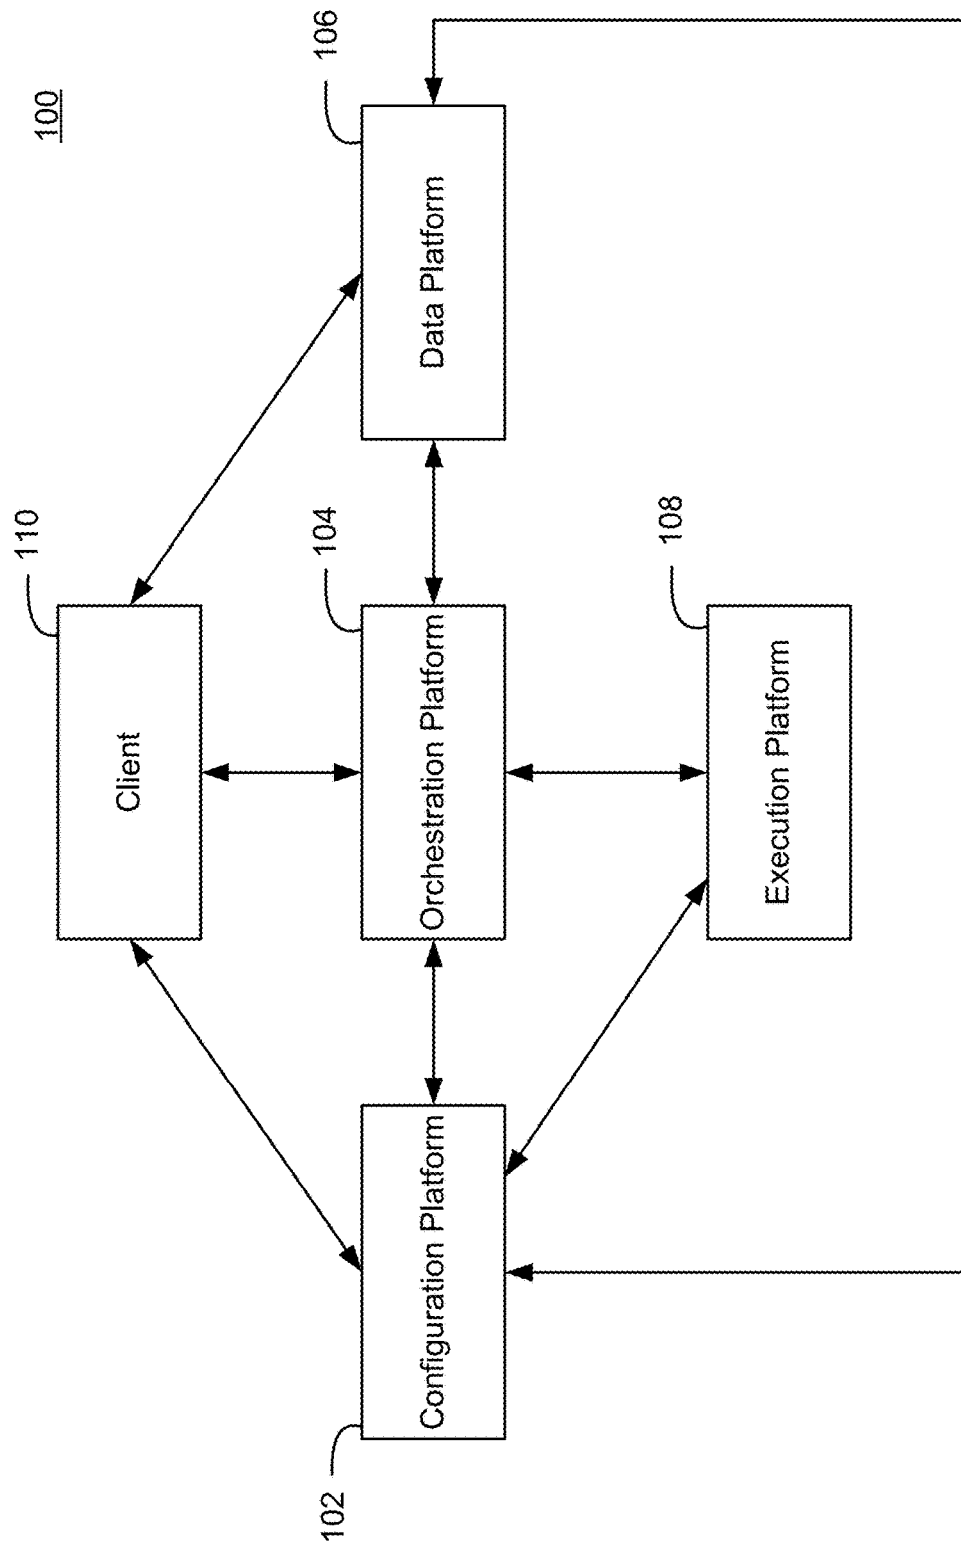 100
110
Client
102
Configuration Platform
104
Orchestration Platform
106
Data Platform
108
Execution Platform